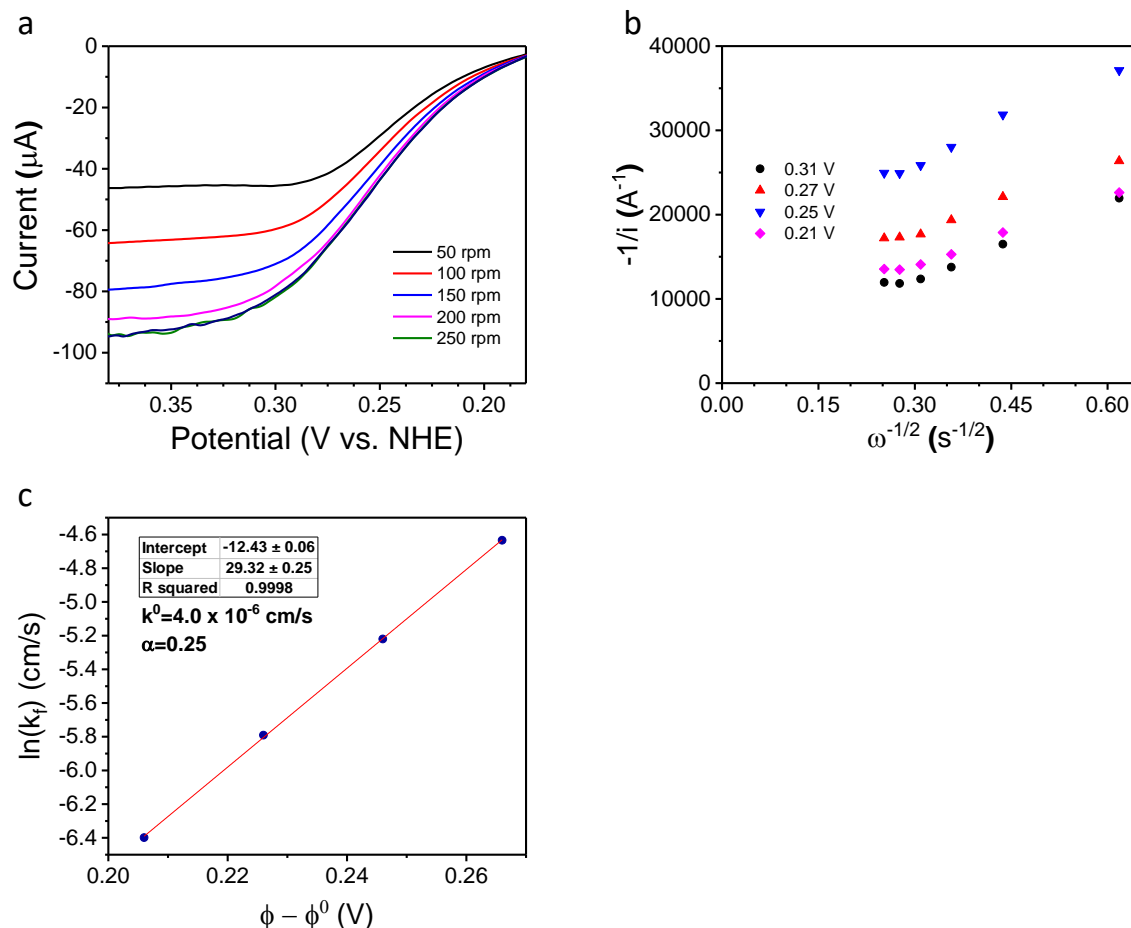 a
0
-20
-40
-60
-80
-100
Current (μA)
50 rpm
100 rpm
150 rpm
200 rpm
250 rpm
0.35
0.30
0.25
0.20
Potential (V vs. NHE)
b
40000
30000
20000
10000
0
-1/i (A⁻¹)
0.31 V
0.27 V
0.25 V
0.21 V
0.00
0.15
0.30
0.45
0.60
ω⁻¹/² (s⁻¹/²)
c
-4.6
-4.8
-5.0
-5.2
-5.4
-5.6
-5.8
-6.0
-6.2
-6.4
ln(k_f) (cm/s)
Intercept -12.43 ± 0.06
Slope 29.32 ± 0.25
R squared 0.9998
k⁰=4.0 x 10⁻⁶ cm/s
α=0.25
0.20
0.22
0.24
0.26
ϕ – ϕ⁰ (V)